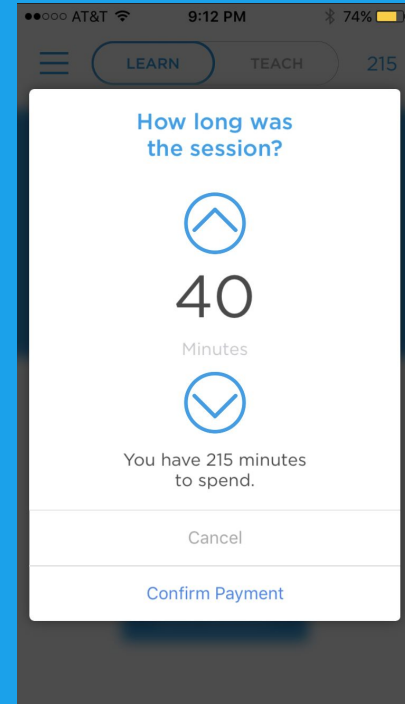 AT&T 9:12 PM 74%
LEARN TEACH 215
How long was
the session?
40
Minutes
You have 215 minutes
to spend.
Cancel
Confirm Payment